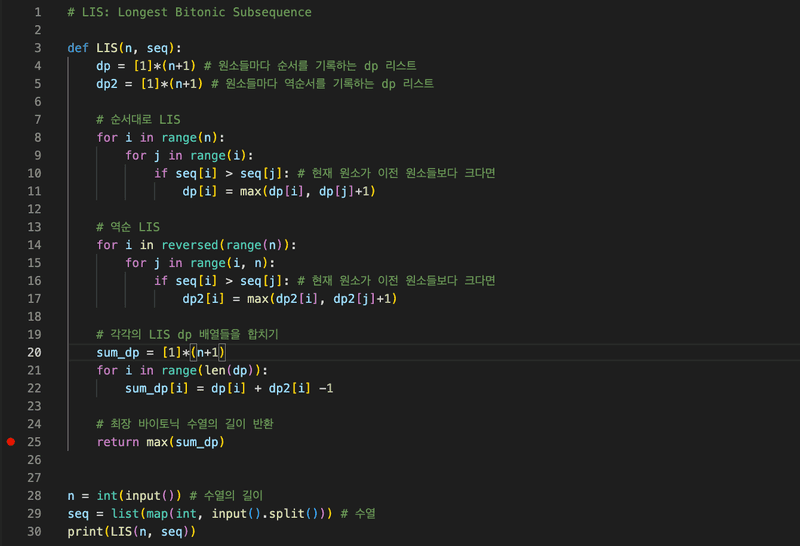 1 # LIS: Longest Bitonic Subsequence
2
3 def LIS(n, seq):
4     dp = [1]*(n+1) # 원소들마다 순서를 기록하는 dp 리스트
5     dp2 = [1]*(n+1) # 원소들마다 역순서를 기록하는 dp 리스트
6
7     # 순서대로 LIS
8     for i in range(n):
9         for j in range(i):
10             if seq[i] > seq[j]: # 현재 원소가 이전 원소들보다 크다면
11                 dp[i] = max(dp[i], dp[j]+1)
12
13     # 역순 LIS
14     for i in reversed(range(n)):
15         for j in range(i, n):
16             if seq[i] > seq[j]: # 현재 원소가 이전 원소들보다 크다면
17                 dp2[i] = max(dp2[i], dp2[j]+1)
18
19     # 각각의 LIS dp 배열들을 합치기
20     sum_dp = [1]*(n+1)
21     for i in range(len(dp)):
22         sum_dp[i] = dp[i] + dp2[i] -1
23
24     # 최장 바이토닉 수열의 길이 반환
25     return max(sum_dp)
26
27
28 n = int(input()) # 수열의 길이
29 seq = list(map(int, input().split())) # 수열
30 print(LIS(n, seq))